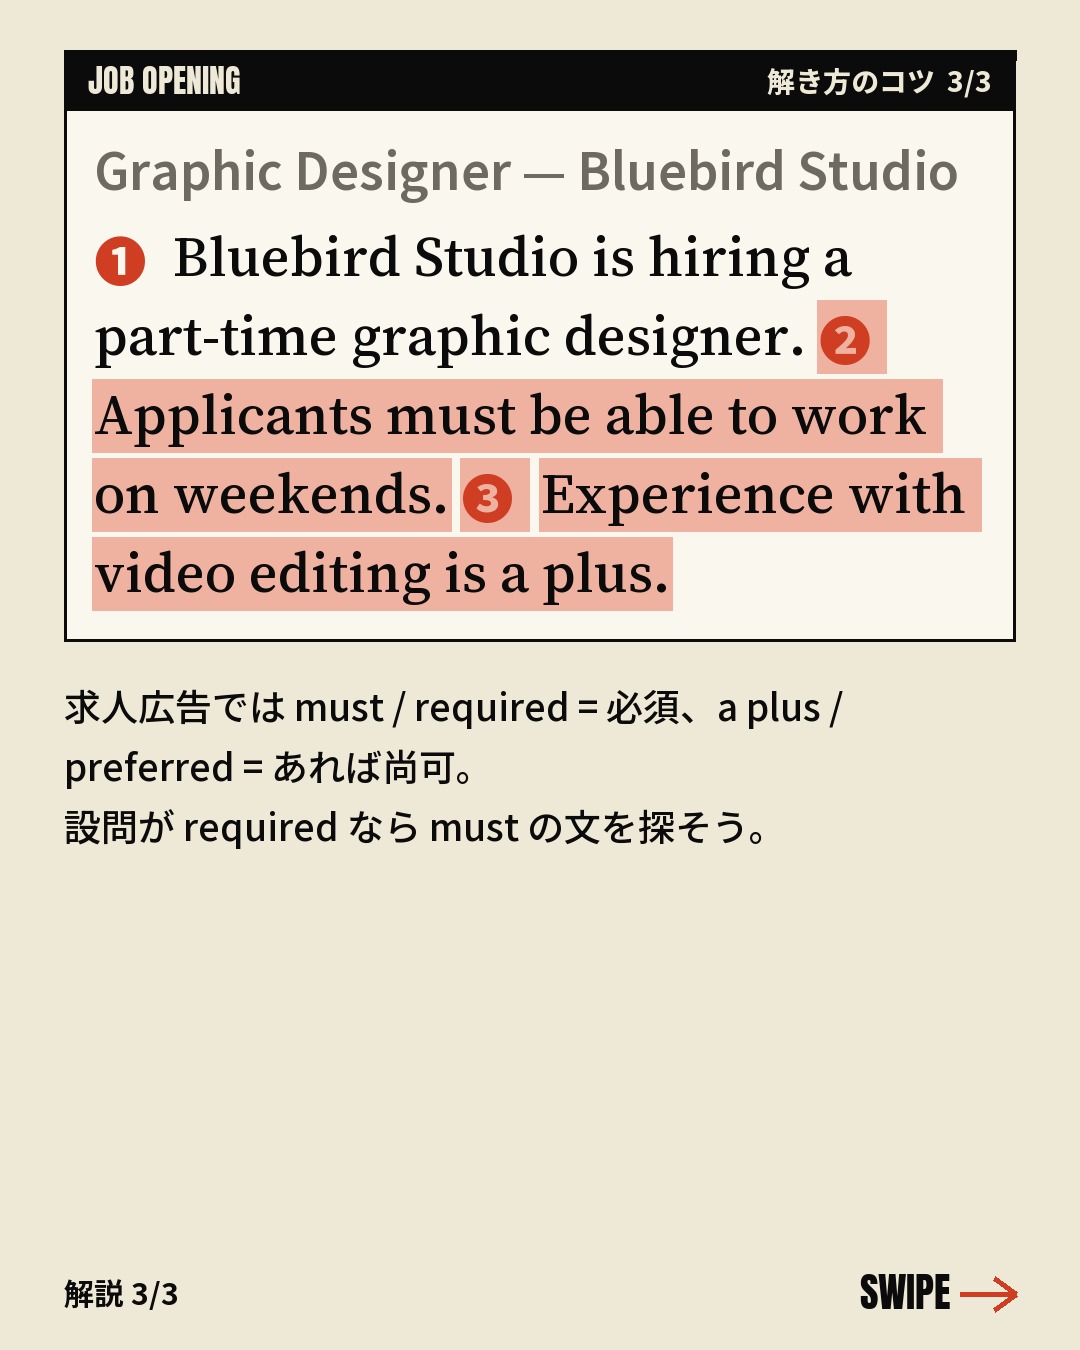 JOB OPENING
解き方のコツ 3/3
Graphic Designer — Bluebird Studio
❶ Bluebird Studio is hiring a
part-time graphic designer. ❷
Applicants must be able to work
on weekends. ❸ Experience with
video editing is a plus.
求人広告では must / required = 必須、a plus /
preferred = あれば尚可。
設問が required なら must の文を探そう。
解説 3/3
SWIPE →